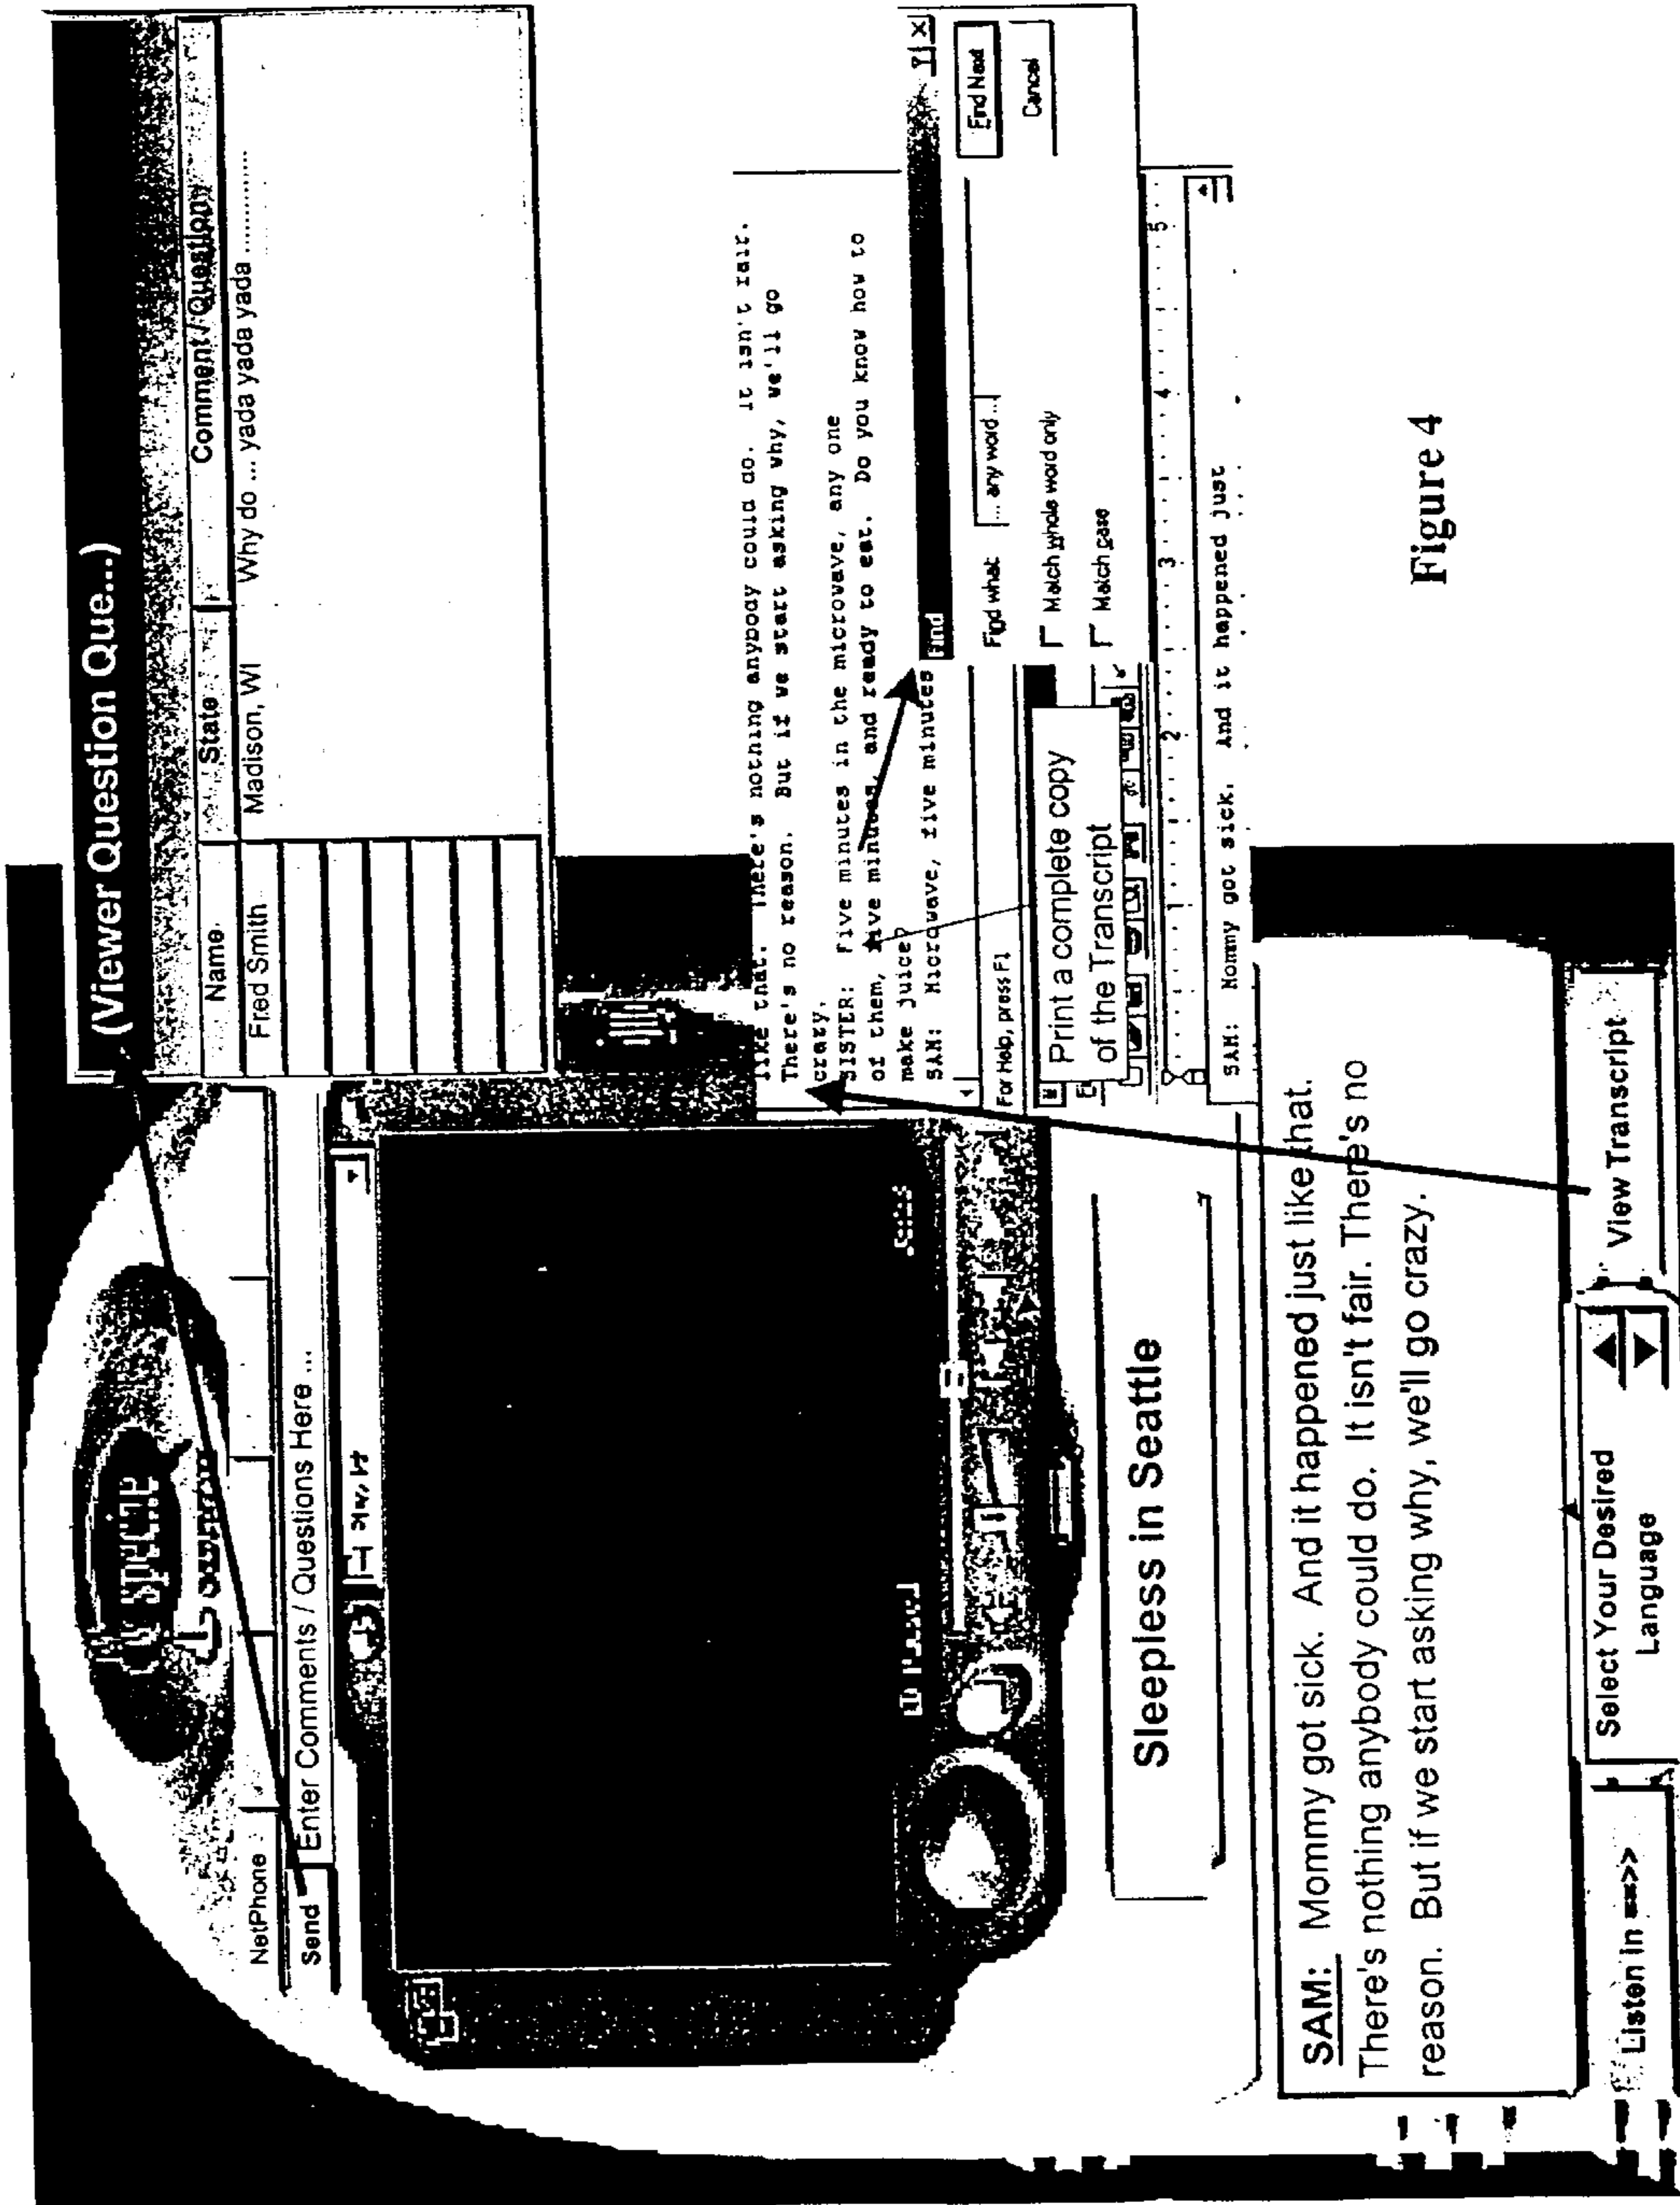 (Viewer Question Que...)
Name State Comment / Question
Fred Smith Madison, WI Why do ... yada yada yada ..............
NetPhone
Send Enter Comments / Questions Here ...
Sleepless in Seattle
SAM: Mommy got sick. And it happened just like that.
There's nothing anybody could do. It isn't fair. There's no
reason. But if we start asking why, we'll go crazy.
Listen in ==>>
Select Your Desired
Language
View Transcript
like that. There's nothing anybody could do. It isn't fair.
There's no reason. But if we start asking why, we'll go
crazy.
SISTER: Five minutes in the microwave, any one
of them, five minutes, and ready to eat. Do you know how to
make juice?
SAM: Microwave, five minutes
For Help, press F1
Find
Find what: ... any word ...
Find Next
Cancel
Match whole word only
Match case
Print a complete copy
of the Transcript
1 2 3 4 5
SAM: Mommy got sick. And it happened just
Figure 4